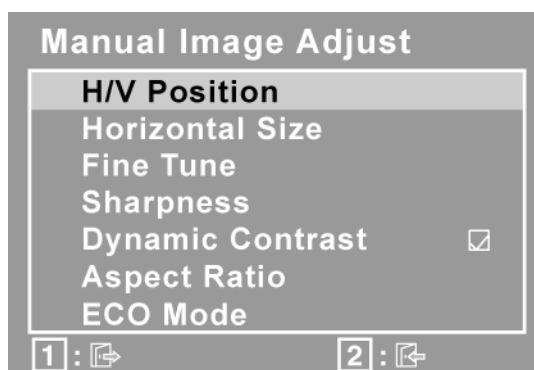 Manual Image Adjust
H/V Position
Horizontal Size
Fine Tune
Sharpness
Dynamic Contrast
Aspect Ratio
ECO Mode
1 : 2 :